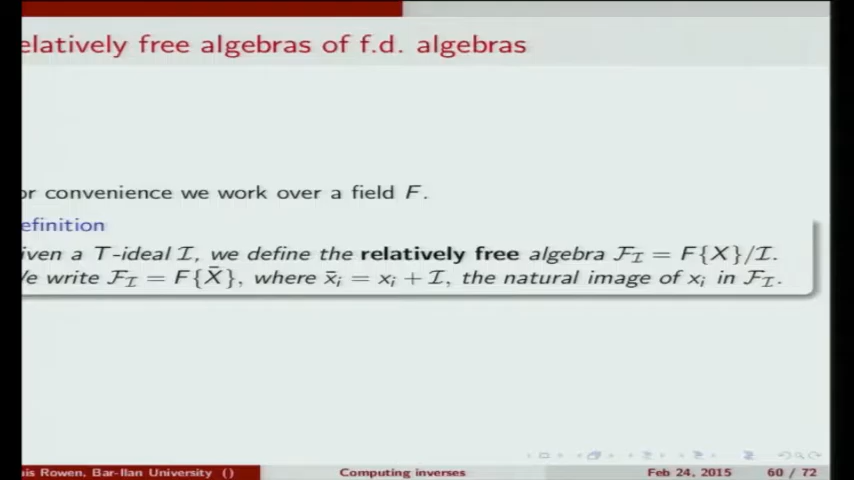 elatively free algebras of f.d. algebras
or convenience we work over a field F.
efinition
iven a T-ideal I, we define the relatively free algebra F_I = F{X}/I.
e write F_I = F{X̄}, where x̄_i = x_i + I, the natural image of x_i in F_I.
is Rowen, Bar-Ilan University () Computing inverses Feb 24, 2015 60 / 72